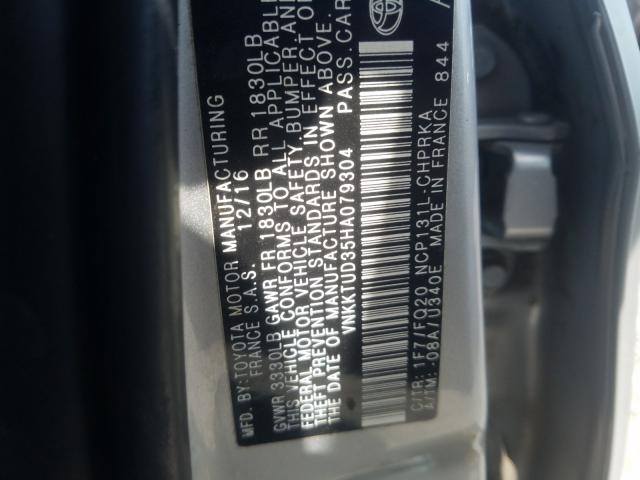 MFD. BY:TOYOTA MOTOR MANUFACTURING
FRANCE S.A.S. 12/16
GVWR 3330LB GAWR FR 1830LB RR 1830LB
THIS VEHICLE CONFORMS TO ALL APPLICABLE
FEDERAL MOTOR VEHICLE SAFETY,BUMPER,AND
THEFT PREVENTION STANDARDS IN EFFECT ON
THE DATE OF MANUFACTURE SHOWN ABOVE.
VNKKTUD35HA079304 PASS.CAR
C/TR: 1F7/FQ20 NCP131L-CHPRKA
A/TM: -08A/U340E MADE IN FRANCE 844